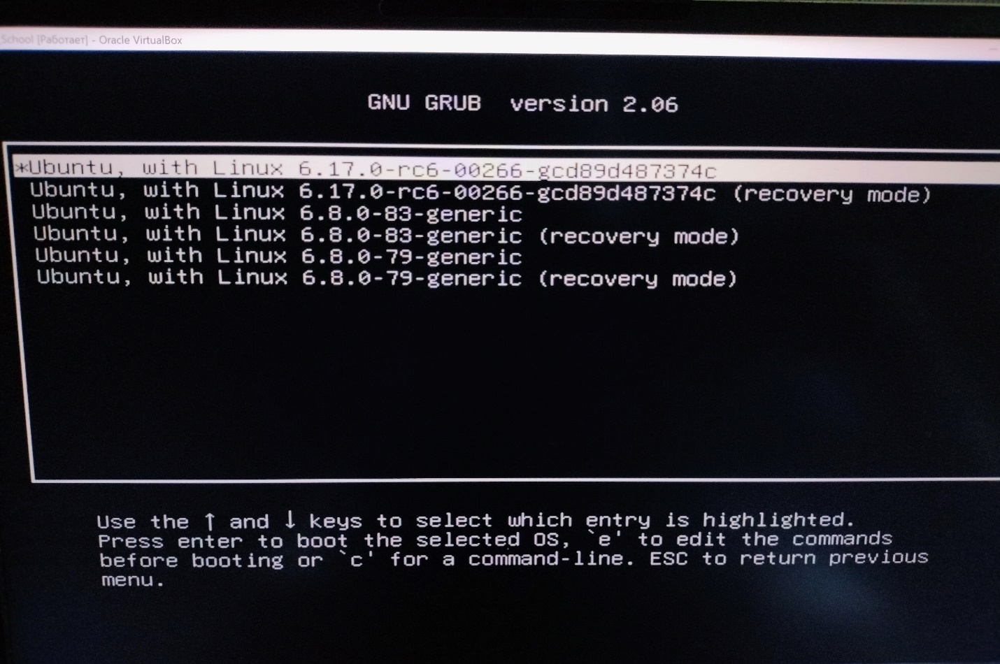 School [Работает] - Oracle VirtualBox
GNU GRUB version 2.06
*Ubuntu, with Linux 6.17.0-rc6-00266-gcd89d487374c
Ubuntu, with Linux 6.17.0-rc6-00266-gcd89d487374c (recovery mode)
Ubuntu, with Linux 6.8.0-83-generic
Ubuntu, with Linux 6.8.0-83-generic (recovery mode)
Ubuntu, with Linux 6.8.0-79-generic
Ubuntu, with Linux 6.8.0-79-generic (recovery mode)
Use the ↑ and ↓ keys to select which entry is highlighted.
Press enter to boot the selected OS, `e' to edit the commands
before booting or `c' for a command-line. ESC to return previous
menu.